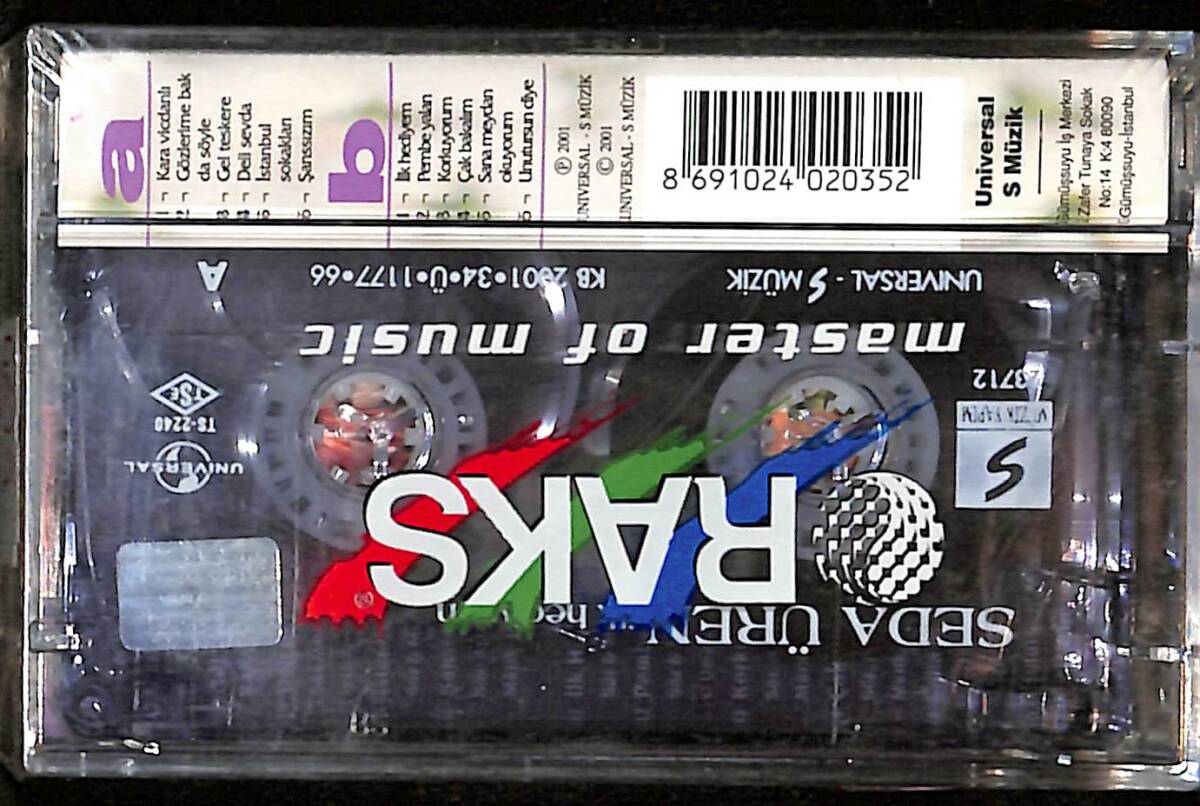 a
1 ¬ Kara vicdanlı
2 ¬ Gözlerime bak
da söyle
3 ¬ Gel teskere
4 ¬ Deli sevda
5 ¬ İstanbul
sokakları
6 ¬ Şanssızım
b
1 ¬ İlk hediyem
2 ¬ Pembe yalan
3 ¬ Korkuyorum
4 ¬ Çak bakalım
5 ¬ Sana meydan
okuyorum
6 ¬ Unutursun diye
℗ 2001
UNIVERSAL - S MÜZİK
© 2001
UNIVERSAL - S MÜZİK
8 691024 020352
Universal
S Müzik
Gümüşsuyu İş Merkezi
Zafer Tunaya Sokak
No:14 K:4 80090
Gümüşsuyu-İstanbul
UNIVERSAL - S MÜZİK
KB 2001•34•Ü•1177•66
A
master of music
3712
S
MÜZİK YAPIM
TSE
TS-2240
UNIVERSAL
RAKS
®
SEDA ÜREN